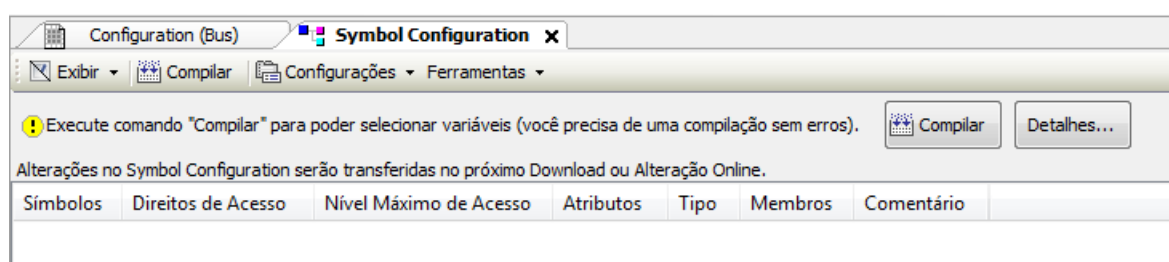 Configuration (Bus) Symbol Configuration x
Exibir Compilar Configurações Ferramentas
Execute comando "Compilar" para poder selecionar variáveis (você precisa de uma compilação sem erros). Compilar Detalhes...
Alterações no Symbol Configuration serão transferidas no próximo Download ou Alteração Online.
Símbolos Direitos de Acesso Nível Máximo de Acesso Atributos Tipo Membros Comentário